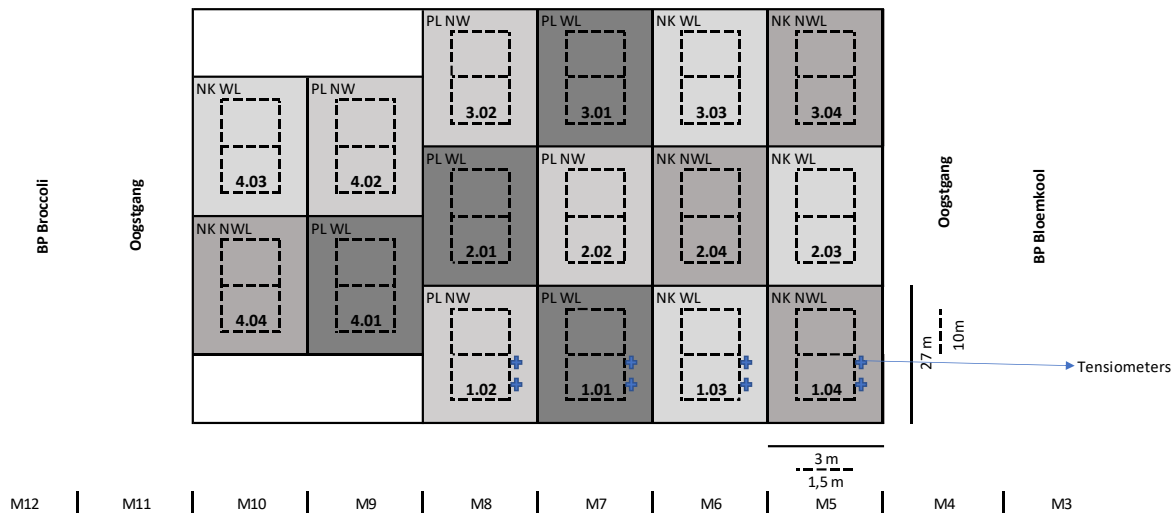 PL NW
PL WL
NK WL
NK NWL
3.02
3.01
3.03
3.04
NK WL
PL NW
4.03
4.02
PL WL
PL NW
NK NWL
NK WL
2.01
2.02
2.04
2.03
NK NWL
PL WL
4.04
4.01
PL NW
PL WL
NK WL
NK NWL
1.02
1.01
1.03
1.04
BP Broccoli
Oogstgang
Oogstgang
BP Bloemkool
27 m
10m
Tensiometers
3 m
1,5 m
M12
M11
M10
M9
M8
M7
M6
M5
M4
M3